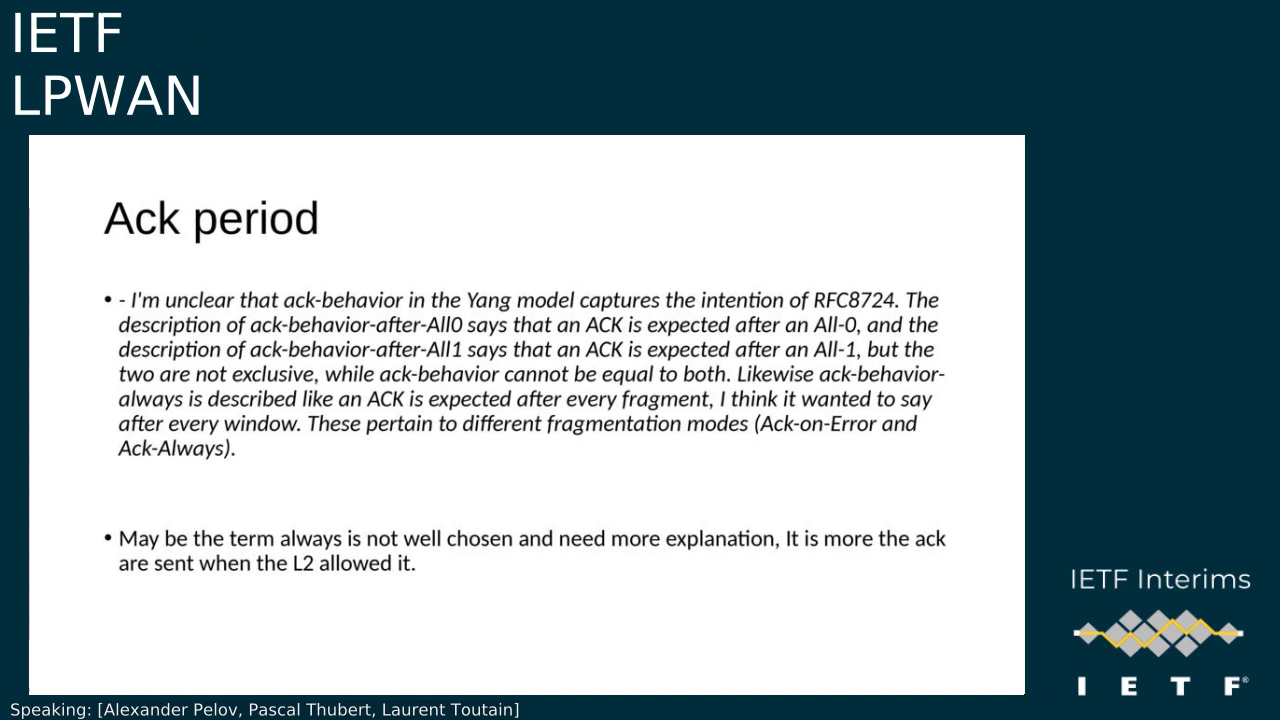 IETF
LPWAN
Ack period
• - I'm unclear that ack-behavior in the Yang model captures the intention of RFC8724. The
description of ack-behavior-after-All0 says that an ACK is expected after an All-0, and the
description of ack-behavior-after-All1 says that an ACK is expected after an All-1, but the
two are not exclusive, while ack-behavior cannot be equal to both. Likewise ack-behavior-
always is described like an ACK is expected after every fragment, I think it wanted to say
after every window. These pertain to different fragmentation modes (Ack-on-Error and
Ack-Always).
• May be the term always is not well chosen and need more explanation, It is more the ack
are sent when the L2 allowed it.
IETF Interims
I E T F®
Speaking: [Alexander Pelov, Pascal Thubert, Laurent Toutain]